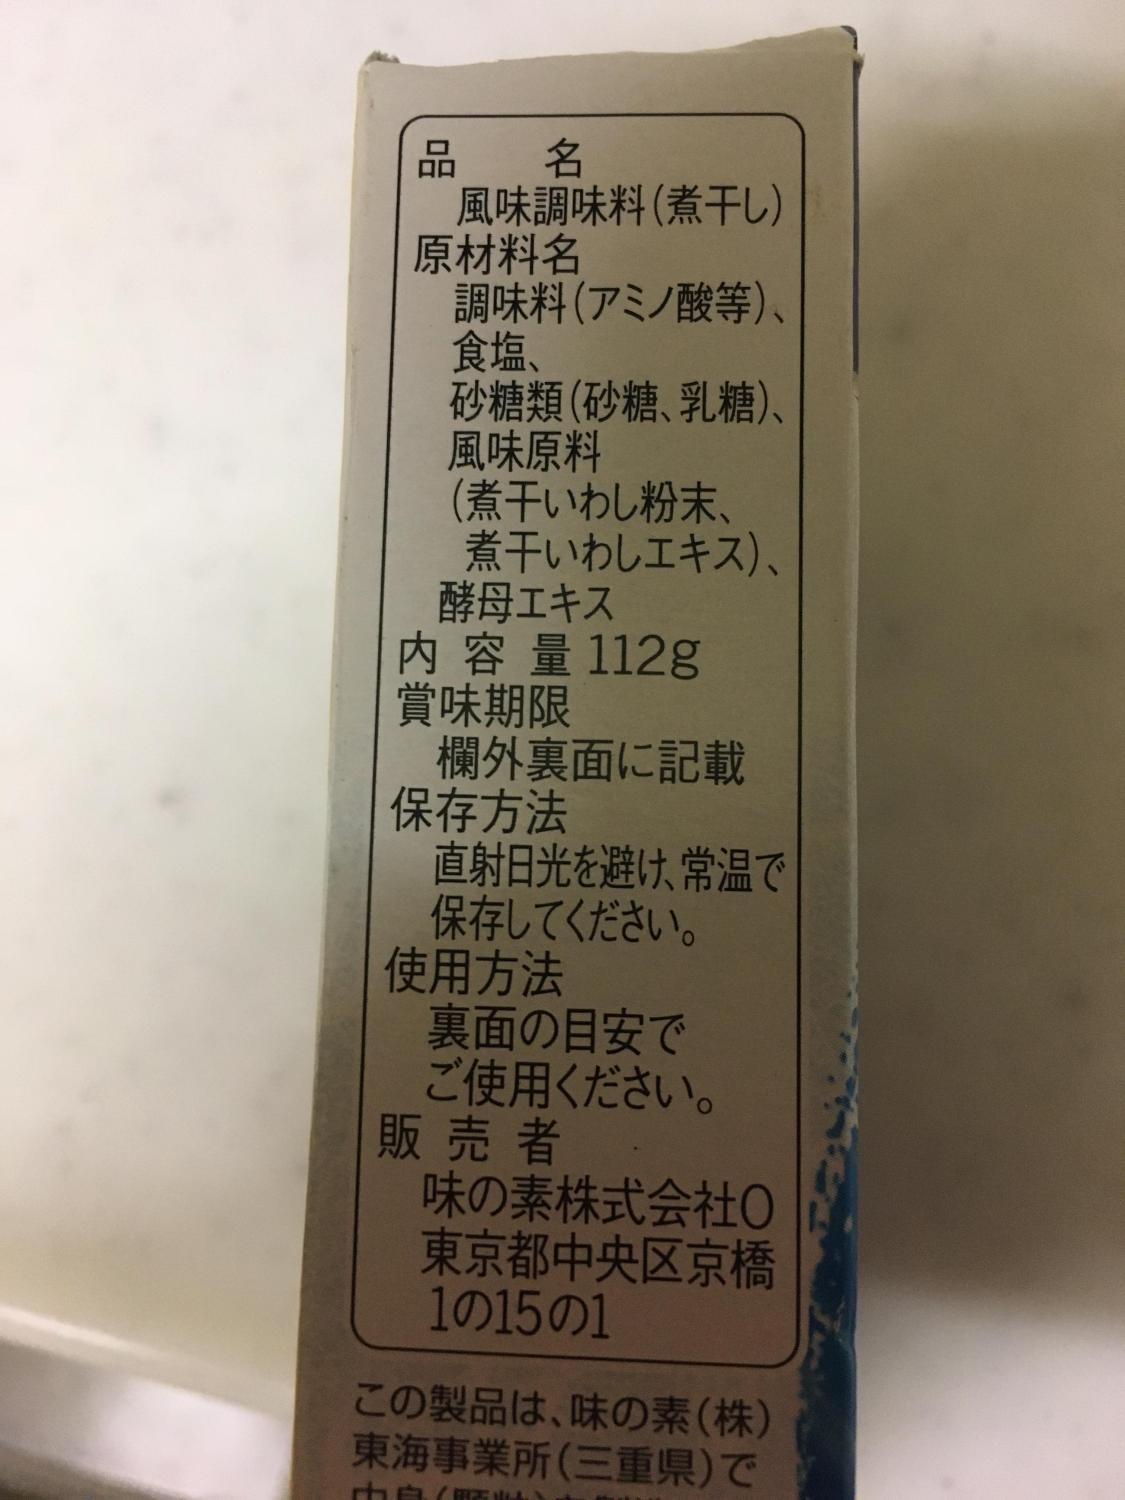 品 名
風味調味料(煮干し)
原材料名
調味料(アミノ酸等)、
食塩、
砂糖類(砂糖、乳糖)、
風味原料
(煮干いわし粉末、
煮干いわしエキス)、
酵母エキス
内 容 量 112g
賞味期限
欄外裏面に記載
保存方法
直射日光を避け、常温で
保存してください。
使用方法
裏面の目安で
ご使用ください。
販 売 者
味の素株式会社O
東京都中央区京橋
1の15の1
この製品は、味の素(株)
東海事業所(三重県)で